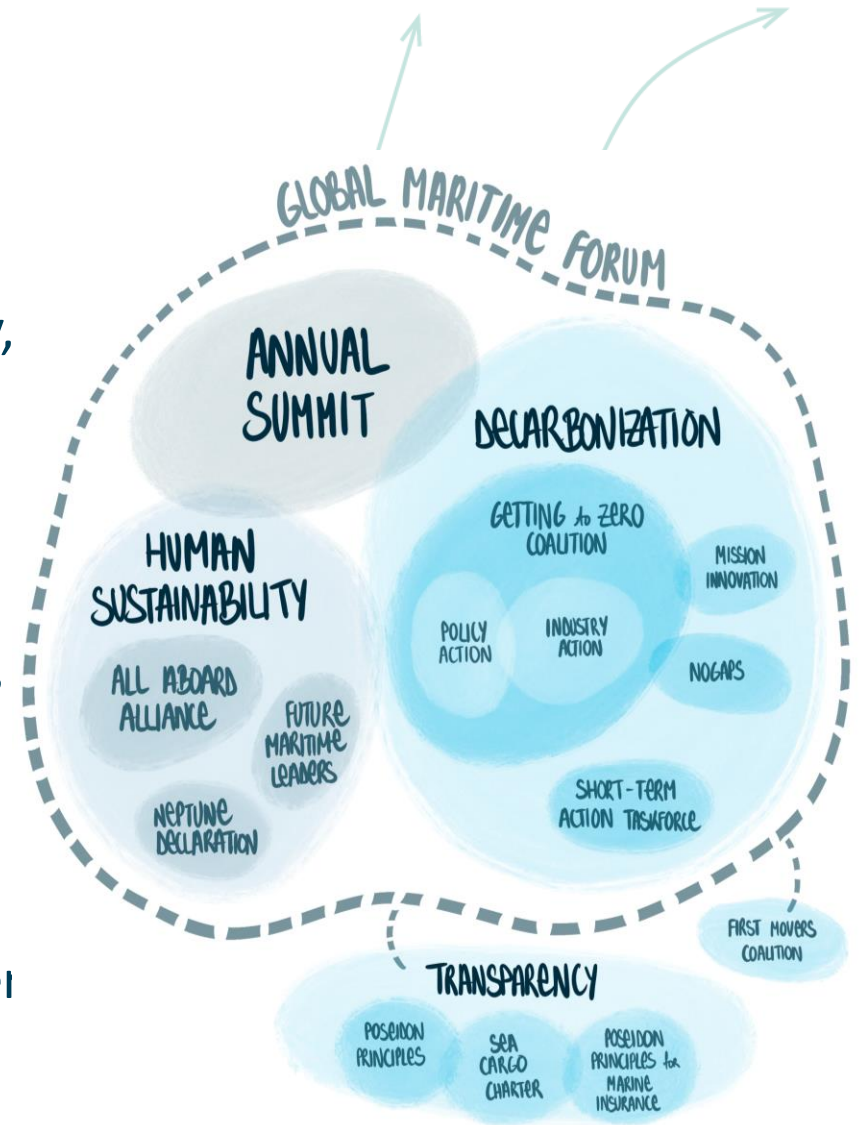 GLOBAL MARITIME FORUM
ANNUAL
SUMMIT
DECARBONIZATION
GETTING to ZERO
COALITION
MISSION
INNOVATION
POLICY
ACTION
INDUSTRY
ACTION
NOGAPS
SHORT-TERM
ACTION TASKFORCE
HUMAN
SUSTAINABILITY
ALL ABOARD
ALLIANCE
FUTURE
MARITIME
LEADERS
NEPTUNE
DECLARATION
FIRST MOVERS
COALITION
TRANSPARENCY
POSEIDON
PRINCIPLES
SEA
CARGO
CHARTER
POSEIDON
PRINCIPLES for
MARINE
INSURANCE